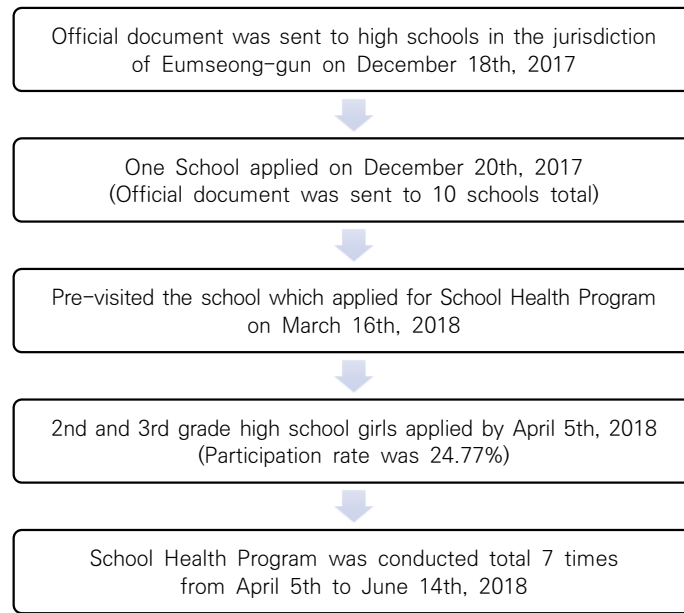 Official document was sent to high schools in the jurisdiction
of Eumseong-gun on December 18th, 2017
One School applied on December 20th, 2017
(Official document was sent to 10 schools total)
Pre-visited the school which applied for School Health Program
on March 16th, 2018
2nd and 3rd grade high school girls applied by April 5th, 2018
(Participation rate was 24.77%)
School Health Program was conducted total 7 times
from April 5th to June 14th, 2018